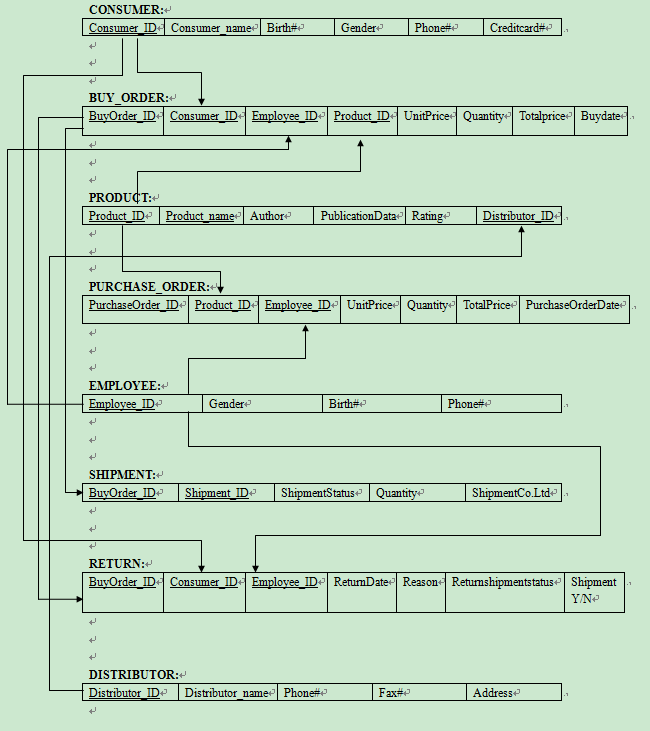 CONSUMER:
Consumer_ID Consumer_name Birth# Gender Phone# Creditcard#
BUY_ORDER:
BuyOrder_ID Consumer_ID Employee_ID Product_ID UnitPrice Quantity Totalprice Buydate
PRODUCT:
Product_ID Product_name Author PublicationData Rating Distributor_ID
PURCHASE_ORDER:
PurchaseOrder_ID Product_ID Employee_ID UnitPrice Quantity TotalPrice PurchaseOrderDate
EMPLOYEE:
Employee_ID Gender Birth# Phone#
SHIPMENT:
BuyOrder_ID Shipment_ID ShipmentStatus Quantity ShipmentCo.Ltd
RETURN:
BuyOrder_ID Consumer_ID Employee_ID ReturnDate Reason Returnshipmentstatus Shipment
Y/N
DISTRIBUTOR:
Distributor_ID Distributor_name Phone# Fax# Address